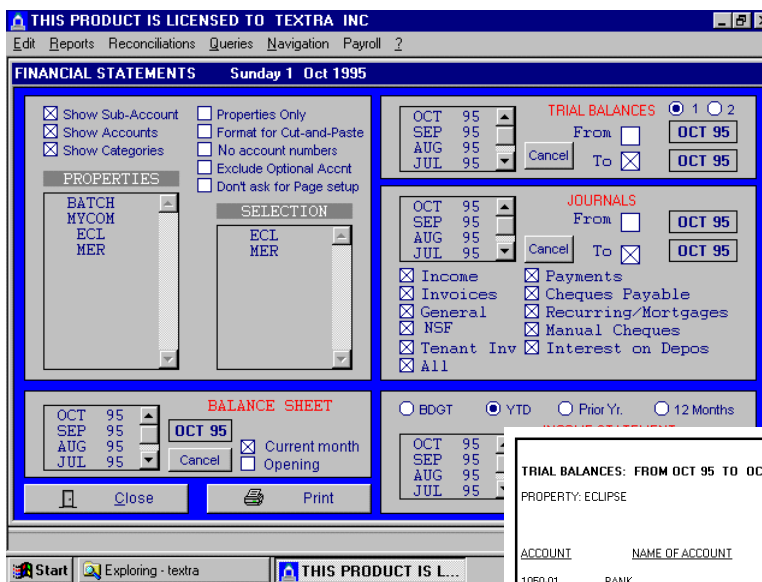 THIS PRODUCT IS LICENSED TO TEXTRA INC
Edit Reports Reconciliations Queries Navigation Payroll ?
FINANCIAL STATEMENTS Sunday 1 Oct 1995
Show Sub-Account
Show Accounts
Show Categories
Properties Only
Format for Cut-and-Paste
No account numbers
Exclude Optional Accnt
Don't ask for Page setup
PROPERTIES
BATCH
MYCOM
ECL
MER
SELECTION
ECL
MER
OCT 95
SEP 95
AUG 95
JUL 95
TRIAL BALANCES 1 2
From OCT 95
Cancel To OCT 95
JOURNALS
OCT 95
SEP 95
AUG 95
JUL 95
From OCT 95
Cancel To OCT 95
Income Payments
Invoices Cheques Payable
General Recurring/Mortgages
NSF Manual Cheques
Tenant Inv Interest on Depos
All
BALANCE SHEET
OCT 95
SEP 95
AUG 95
JUL 95
OCT 95
Cancel
Current month
Opening
Close Print
BDGT YTD Prior Yr. 12 Months
INCOME STATEMENT
OCT 95
SEP 95
AUG 95
JUL 95
TRIAL BALANCES: FROM OCT 95 TO OC
PROPERTY: ECLIPSE
ACCOUNT NAME OF ACCOUNT
1050.01 BANK
Start Exploring - textra THIS PRODUCT IS L...